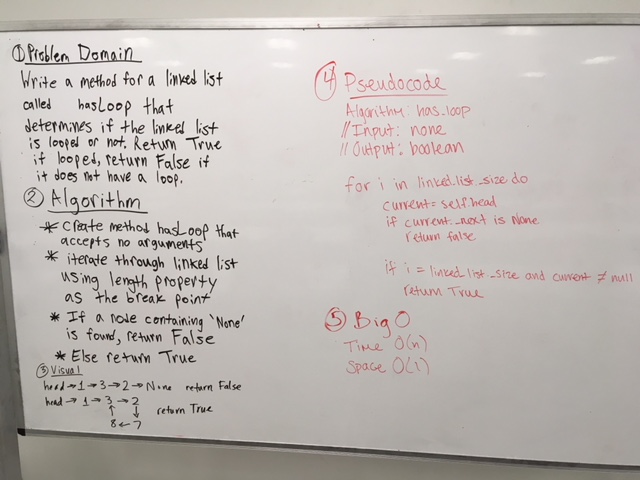 ① Problem Domain
Write a method for a linked list
called hasLoop that
determines if the linked list
is looped or not. Return True
if looped, return False if
it does not have a loop.
② Algorithm
* Create method hasLoop that
accepts no arguments
* iterate through linked list
using length property
as the break point
* If a node containing 'None'
is found, return False
* Else return True
③ Visual
head → 1 → 3 → 2 → None return False
head → 1 → 3 → 2
↑ ↓ return True
8 ← 7
④ Pseudocode
Algorithm: has_loop
// Input: none
// Output: boolean
for i in linked_list._size do
current = self.head
if current._next is None
return false
if i = linked_list._size and current ≠ null
return True
⑤ Big O
Time O(n)
Space O(1)